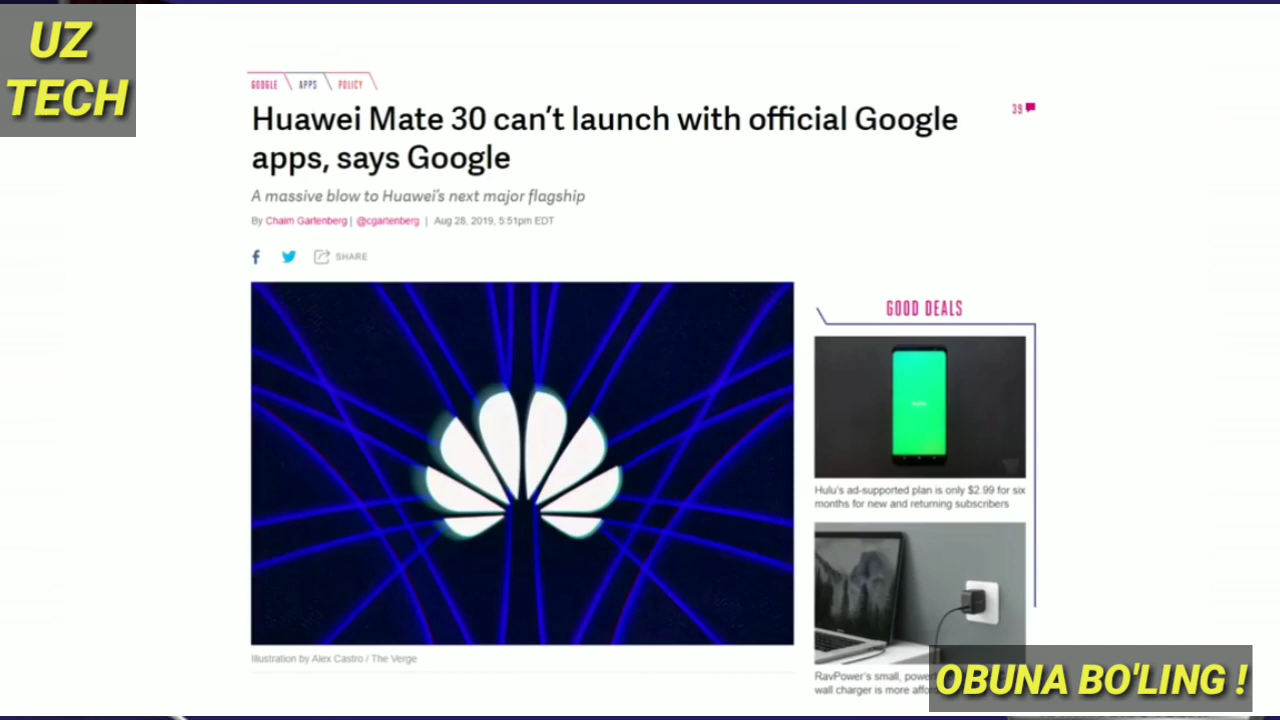 UZ
TECH
GOOGLE APPS POLICY
Huawei Mate 30 can't launch with official Google
apps, says Google
39
A massive blow to Huawei's next major flagship
By Chaim Gartenberg | @cgartenberg | Aug 28, 2019, 5:51pm EDT
SHARE
Illustration by Alex Castro / The Verge
GOOD DEALS
hulu
Hulu's ad-supported plan is only $2.99 for six
months for new and returning subscribers
RavPower's small,
wall charger is more
OBUNA BO'LING !